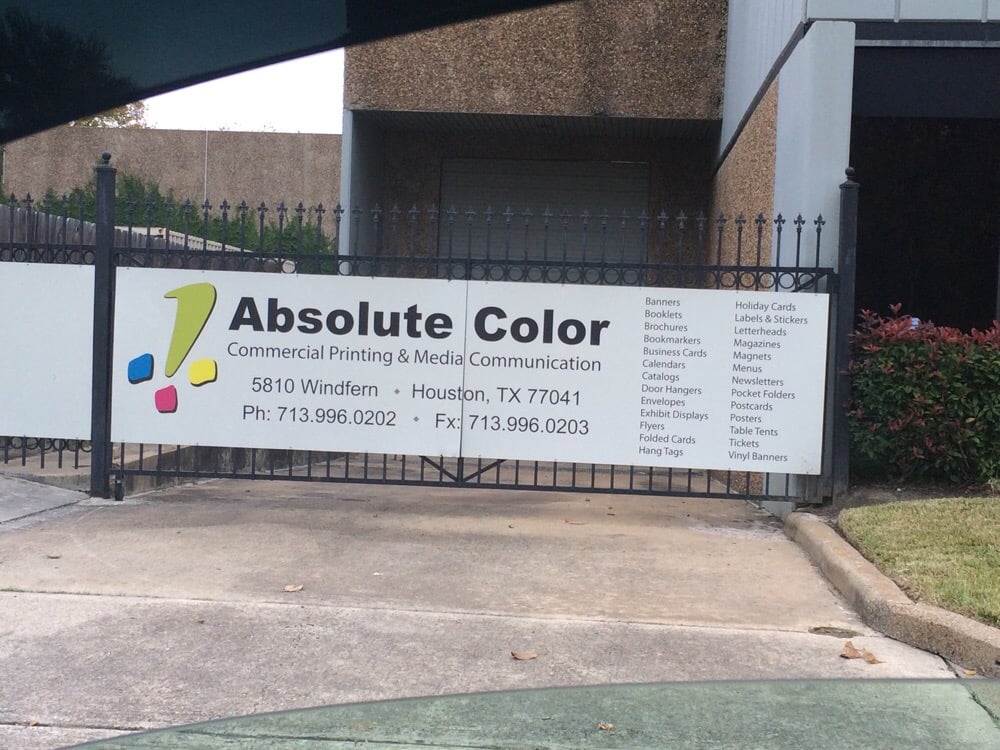 Absolute Color
Commercial Printing & Media Communication
5810 Windfern • Houston, TX 77041
Ph: 713.996.0202 • Fx: 713.996.0203
Banners
Booklets
Brochures
Bookmarkers
Business Cards
Calendars
Catalogs
Door Hangers
Envelopes
Exhibit Displays
Flyers
Folded Cards
Hang Tags
Holiday Cards
Labels & Stickers
Letterheads
Magazines
Magnets
Menus
Newsletters
Pocket Folders
Postcards
Posters
Table Tents
Tickets
Vinyl Banners